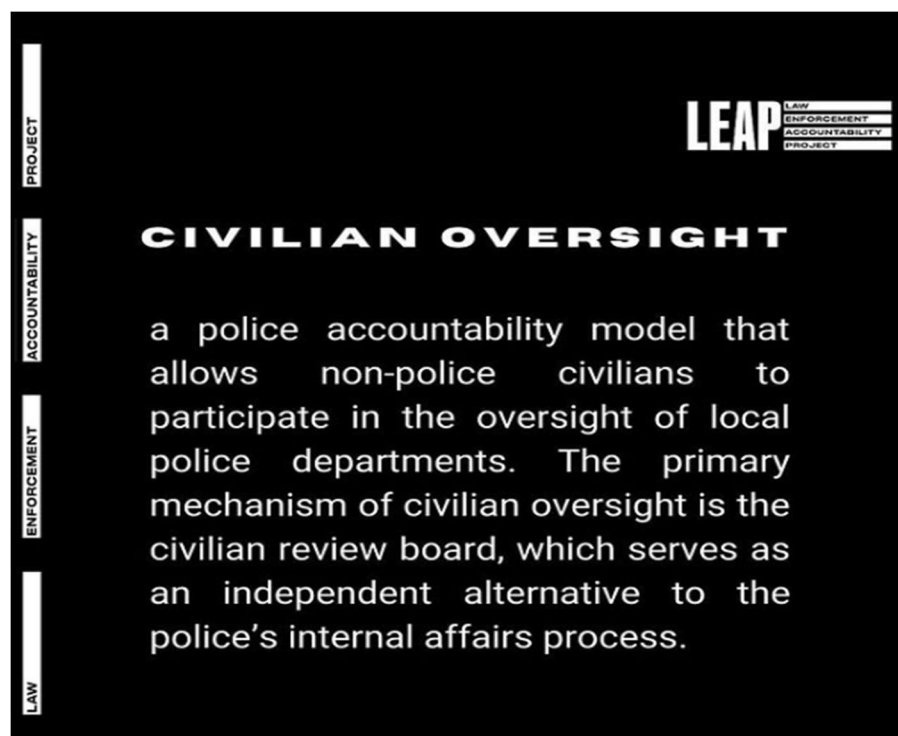 PROJECT
ACCOUNTABILITY
ENFORCEMENT
LAW
LEAP
LAW
ENFORCEMENT
ACCOUNTABILITY
PROJECT
CIVILIAN OVERSIGHT
a police accountability model that
allows non-police civilians to
participate in the oversight of local
police departments. The primary
mechanism of civilian oversight is the
civilian review board, which serves as
an independent alternative to the
police’s internal affairs process.